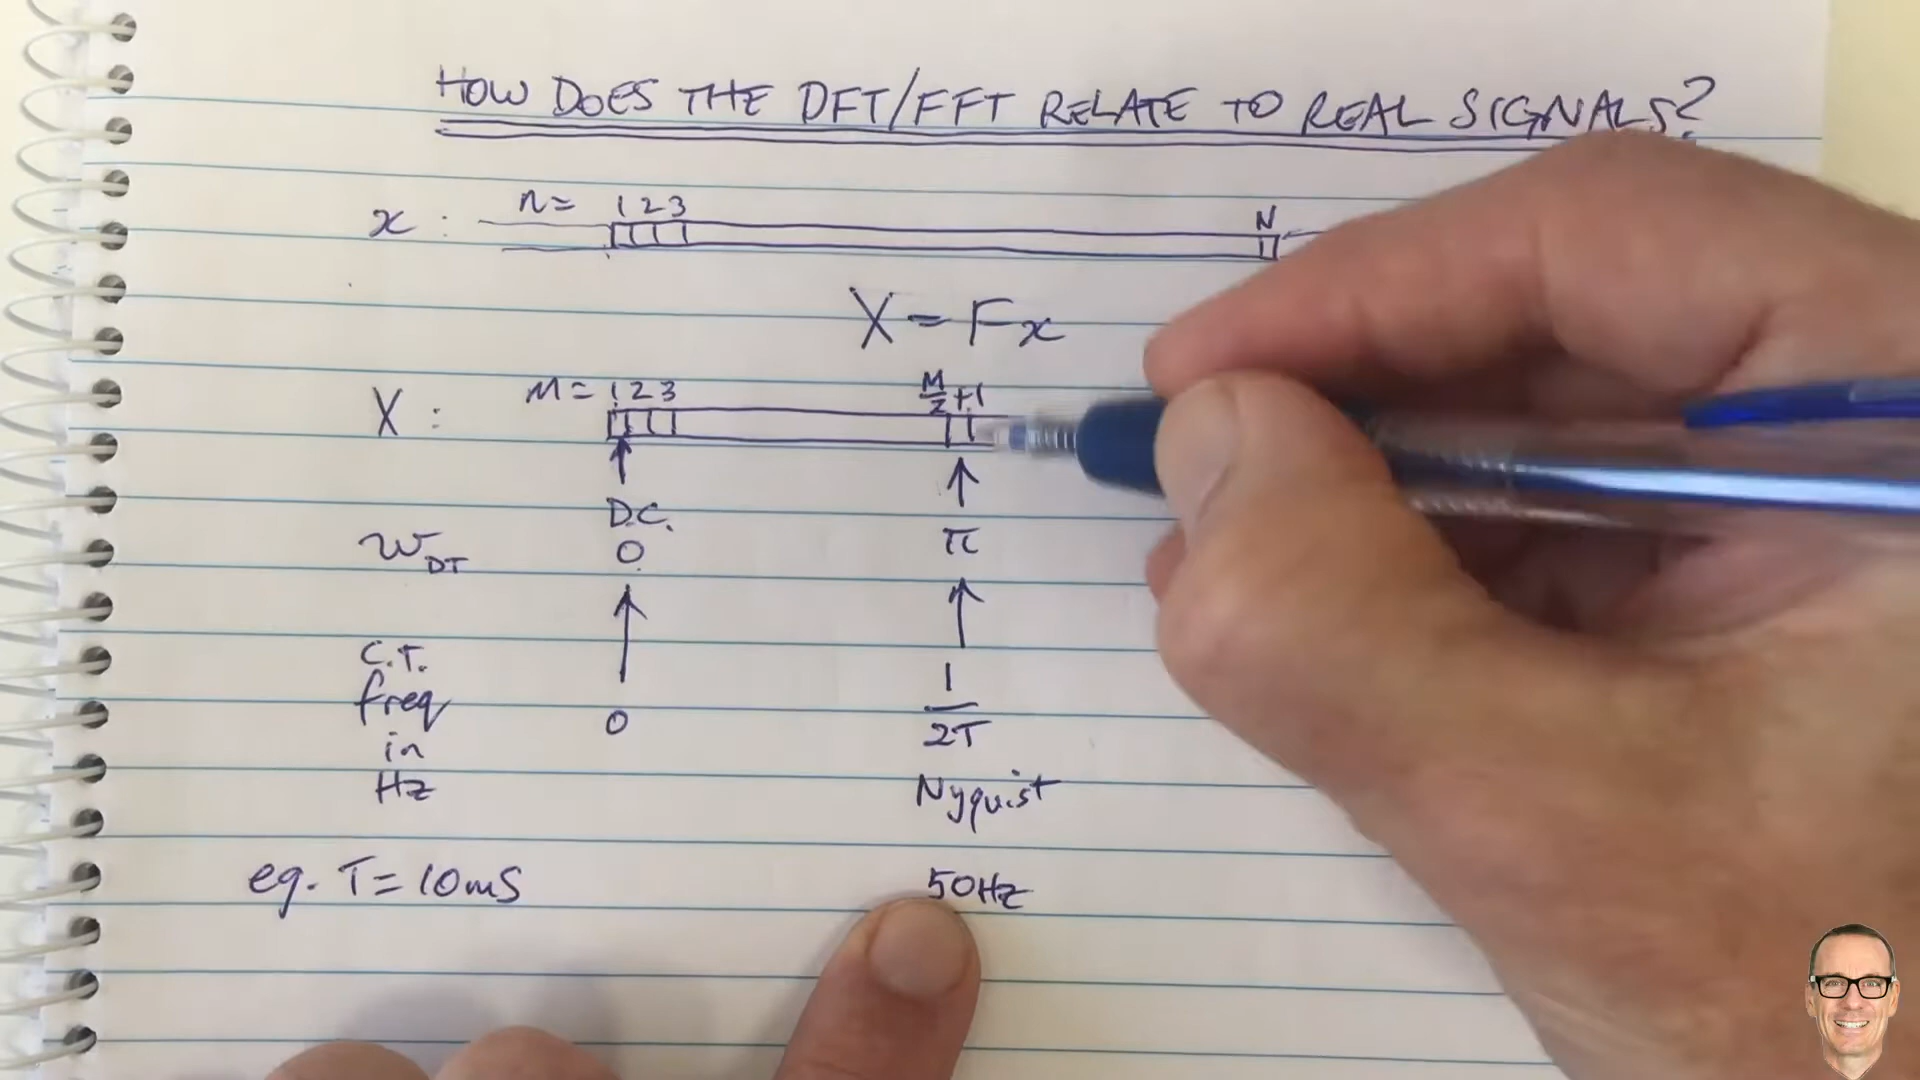 HOW DOES THE DFT/FFT RELATE TO REAL SIGNALS?
x : n = 1 2 3 N
X = Fx
X : M = 1 2 3 M/2 +1
D.C.
ω_DT 0 π
C.T. freq in Hz 0 1/2T
Nyquist
eg. T = 10mS 50Hz